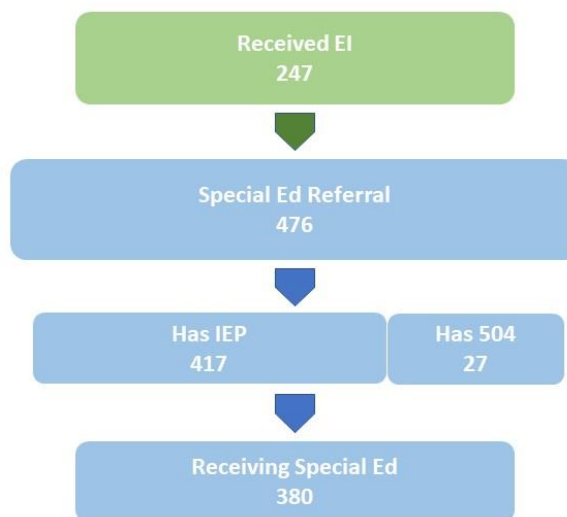 Received EI
247
Special Ed Referral
476
Has IEP
417
Has 504
27
Receiving Special Ed
380